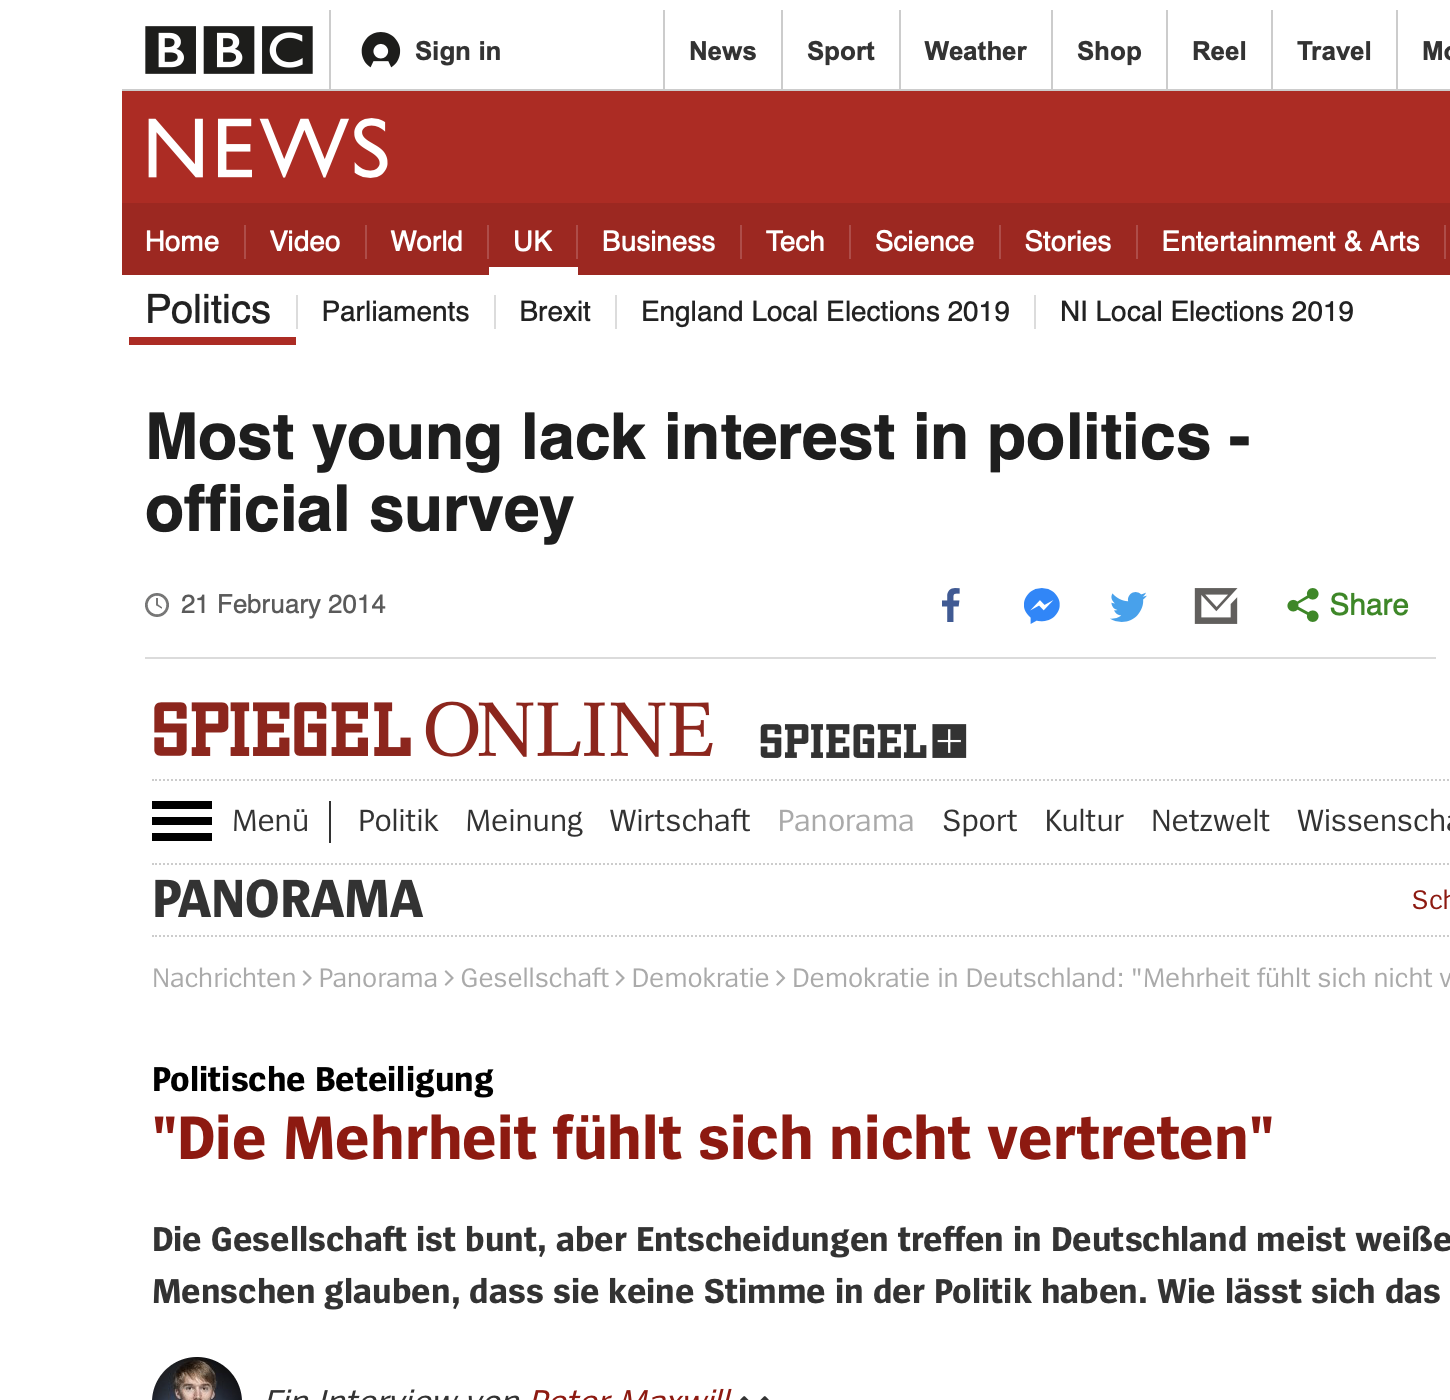 BBC Sign in News Sport Weather Shop Reel Travel
NEWS
Home Video World UK Business Tech Science Stories Entertainment & Arts
Politics Parliaments Brexit England Local Elections 2019 NI Local Elections 2019
Most young lack interest in politics -
official survey
21 February 2014 Share
SPIEGEL ONLINE SPIEGEL+
Menü Politik Meinung Wirtschaft Panorama Sport Kultur Netzwelt
PANORAMA
Nachrichten > Panorama > Gesellschaft > Demokratie > Demokratie in Deutschland: "Mehrheit fühlt sich nicht
Politische Beteiligung
"Die Mehrheit fühlt sich nicht vertreten"
Die Gesellschaft ist bunt, aber Entscheidungen treffen in Deutschland meist weiße
Menschen glauben, dass sie keine Stimme in der Politik haben. Wie lässt sich das
Ein Interview von Peter Maxwill